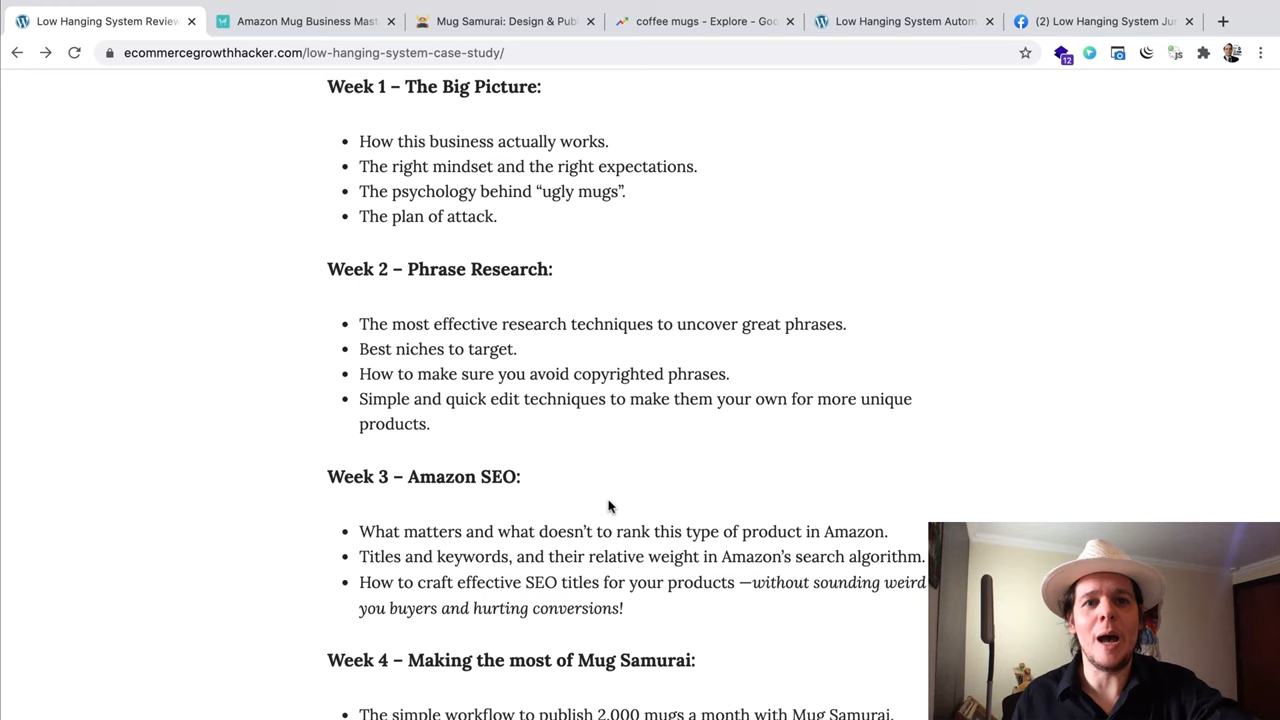 Low Hanging System Review
Amazon Mug Business Mast
Mug Samurai: Design & Publ
coffee mugs - Explore - Goo
Low Hanging System Autom
(2) Low Hanging System Jun
ecommercegrowthhacker.com/low-hanging-system-case-study/
12
JS
Week 1 – The Big Picture:
• How this business actually works.
• The right mindset and the right expectations.
• The psychology behind “ugly mugs”.
• The plan of attack.
Week 2 – Phrase Research:
• The most effective research techniques to uncover great phrases.
• Best niches to target.
• How to make sure you avoid copyrighted phrases.
• Simple and quick edit techniques to make them your own for more unique
products.
Week 3 – Amazon SEO:
• What matters and what doesn’t to rank this type of product in Amazon.
• Titles and keywords, and their relative weight in Amazon’s search algorithm.
• How to craft effective SEO titles for your products —without sounding weird
you buyers and hurting conversions!
Week 4 – Making the most of Mug Samurai:
• The simple workflow to publish 2,000 mugs a month with Mug Samurai.